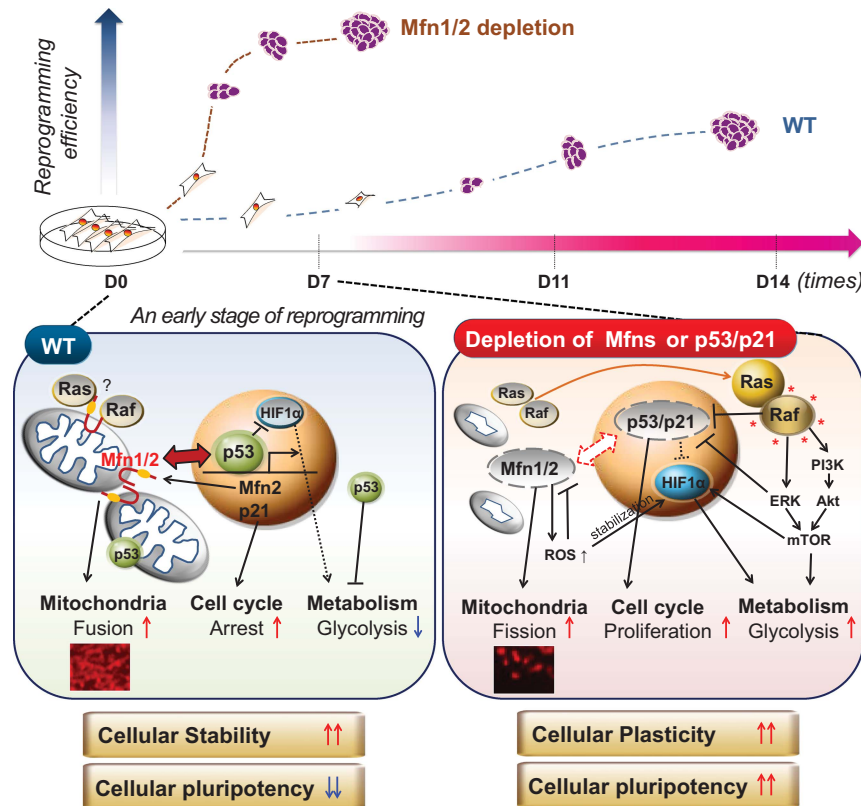 Reprogramming
efficiency
Mfn1/2 depletion
WT
D0
D7
D11
D14
(times)
An early stage of reprogramming
WT
Ras
?
Raf
HIF1α
Mfn1/2
p53
Mfn2
p21
p53
p53
Mitochondria
Fusion ↑
Cell cycle
Arrest ↑
Metabolism
Glycolysis ↓
Cellular Stability ↑↑
Cellular pluripotency ↓↓
Depletion of Mfns or p53/p21
Ras
Raf
Ras
* * * * * *
Raf
p53/p21
Mfn1/2
HIF1α
PI3K
ERK
Akt
mTOR
stabilization
ROS ↑
Mitochondria
Fission ↑
Cell cycle
Proliferation ↑
Metabolism
Glycolysis ↑
Cellular Plasticity ↑↑
Cellular pluripotency ↑↑